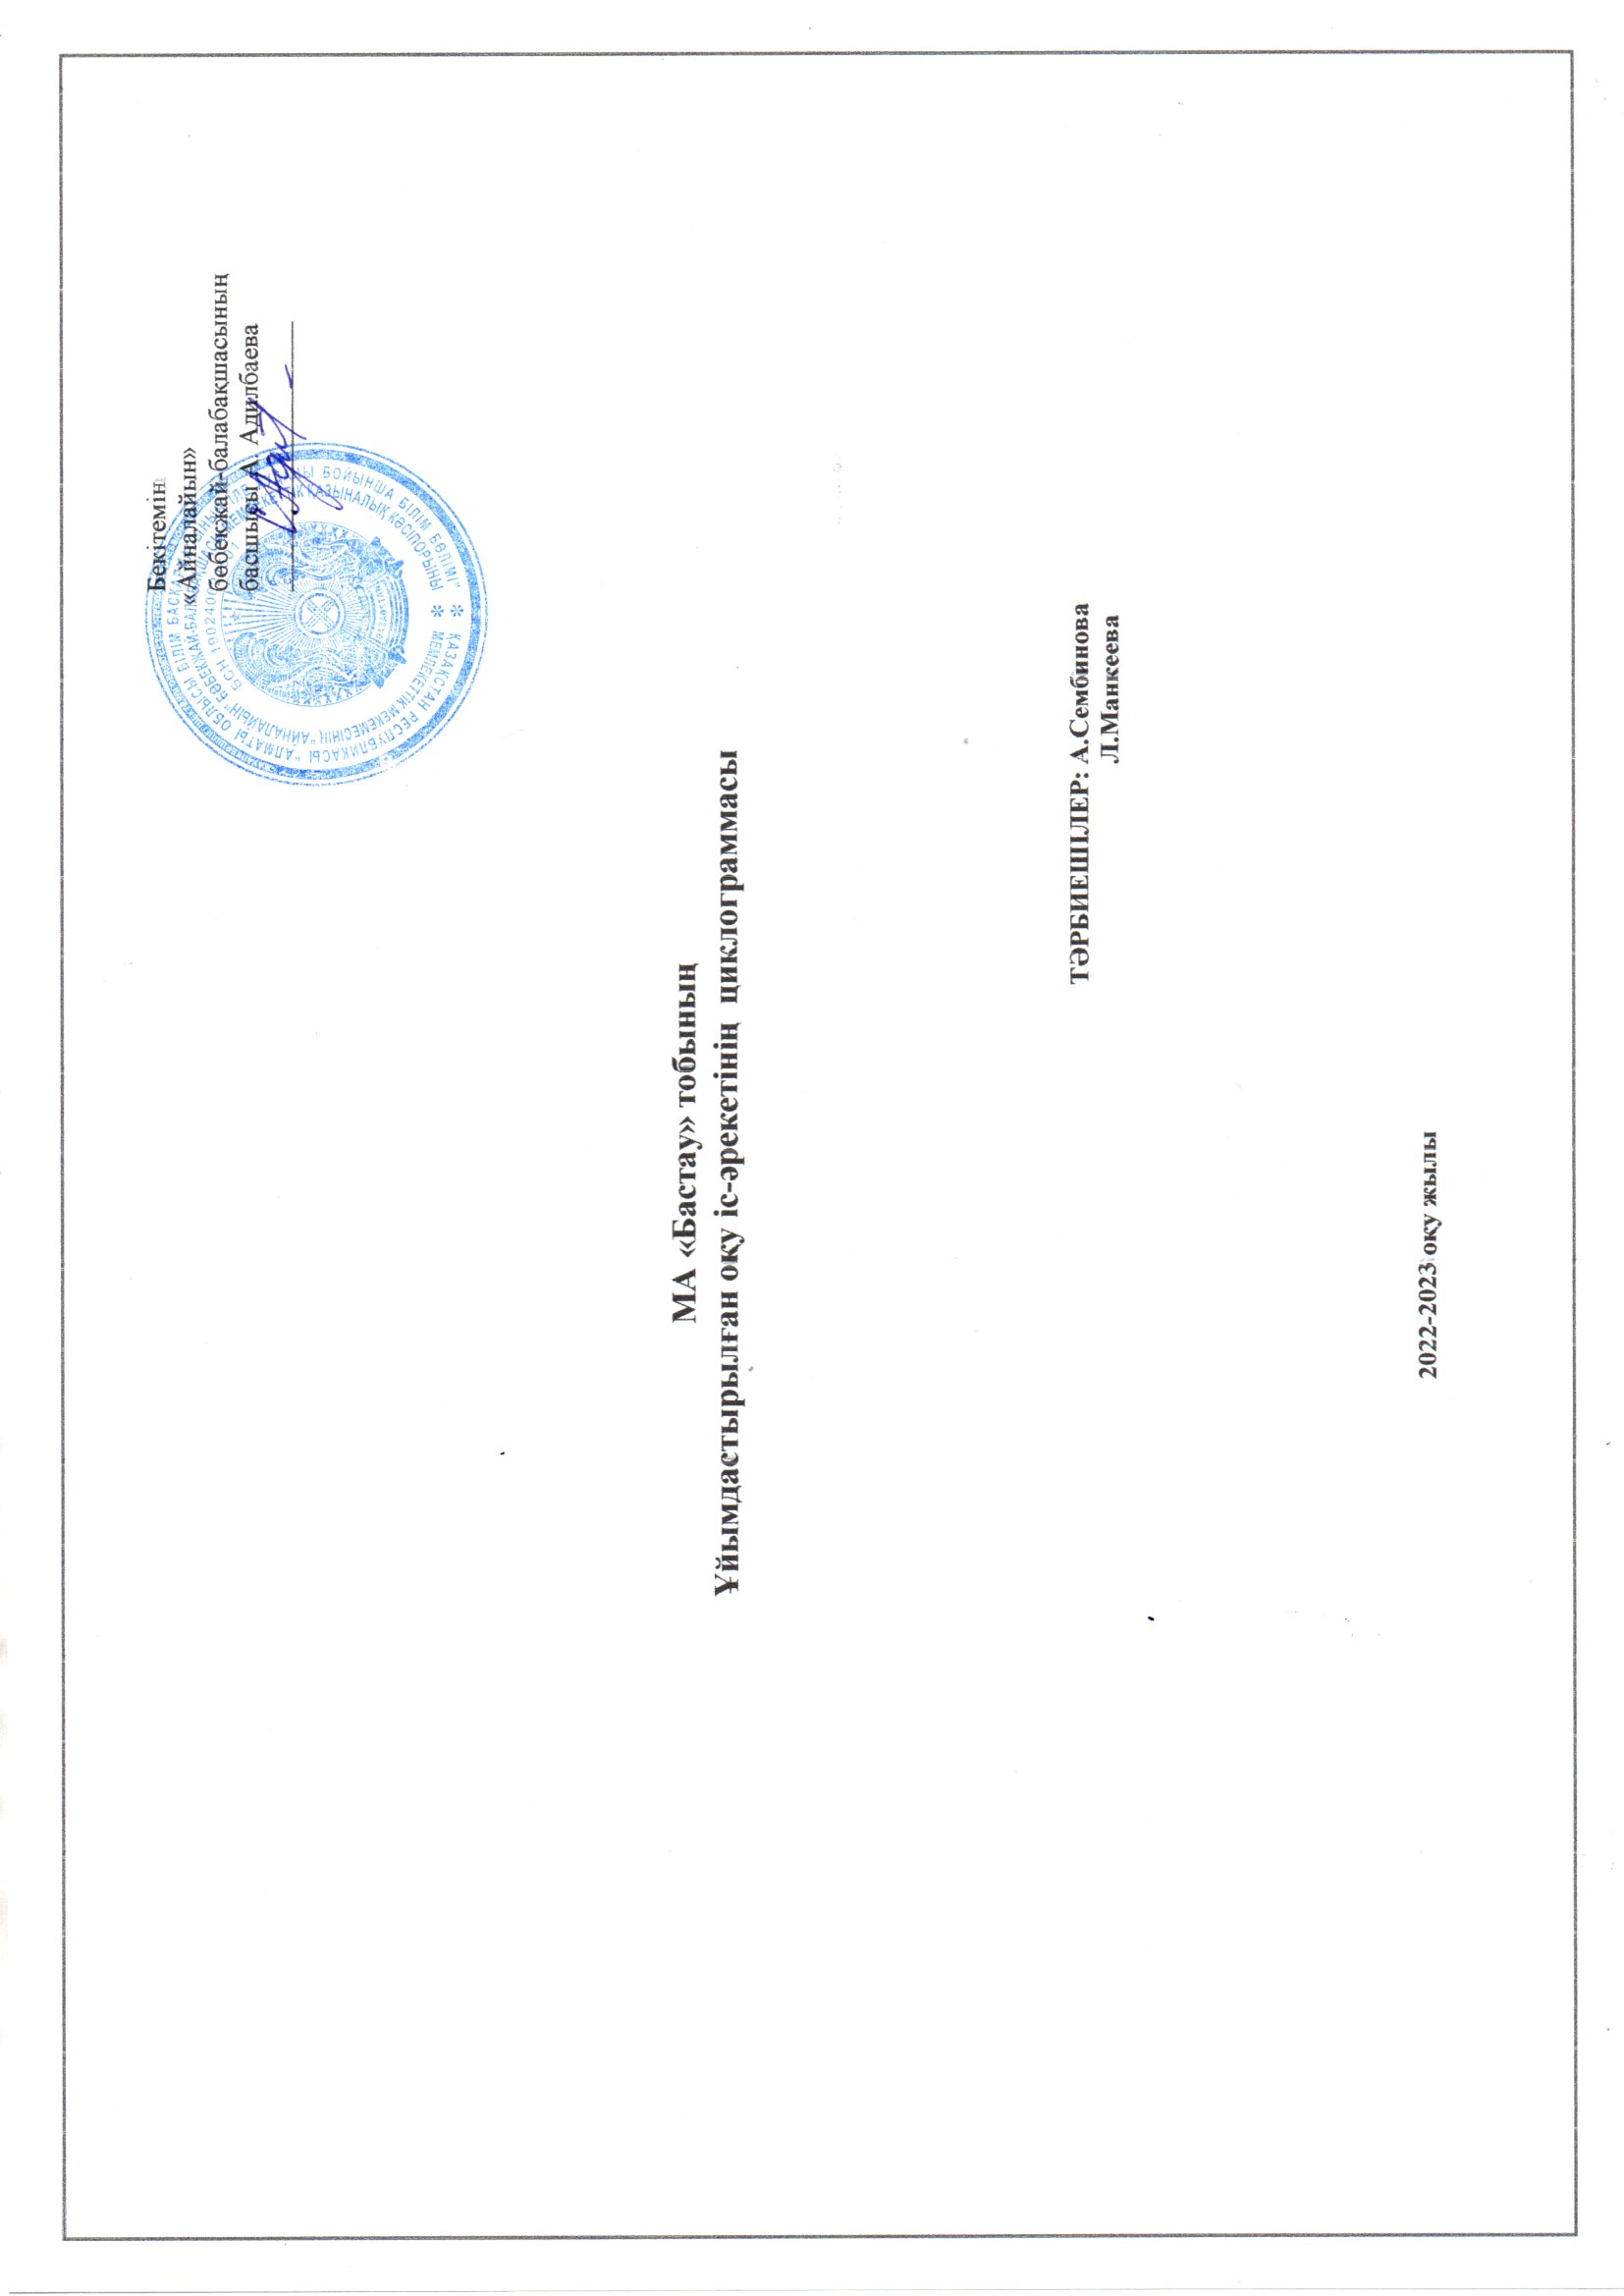 Бекітемін
«Айналайын»
бөбекжай-балабақшасының
басшысы А. Адилбаева
МА «Бастау» тобының
Ұйымдастырылған оқу іс-әрекетінің циклограммасы
ТӘРБИЕШІЛЕР: А.Сембинова
Л.Манкеева
2022-2023 оқу жылы